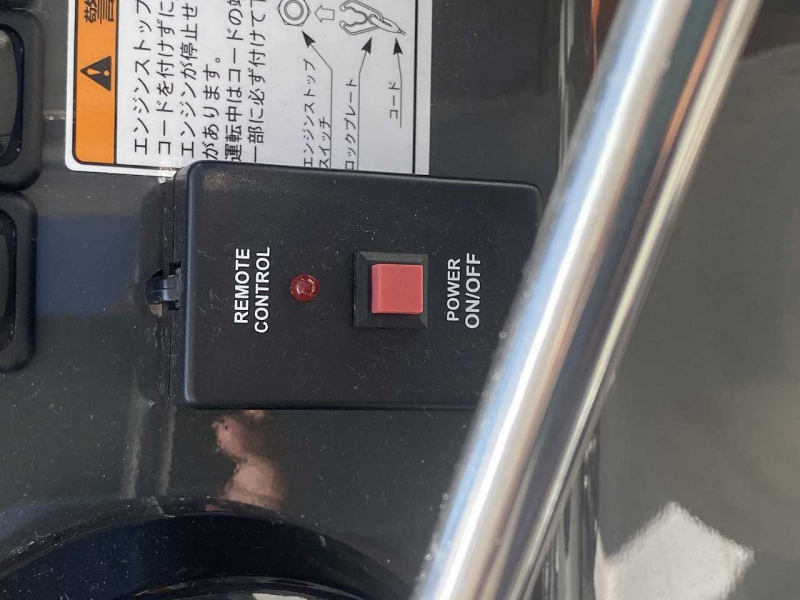 警
エンジンストップ
コードを付けずに
エンジンが停止せ
があります。
運転中はコードの
一部に必ず付けて下
エンジンストップ
スイッチ
ロックプレート
コード
REMOTE
CONTROL
POWER
ON/OFF